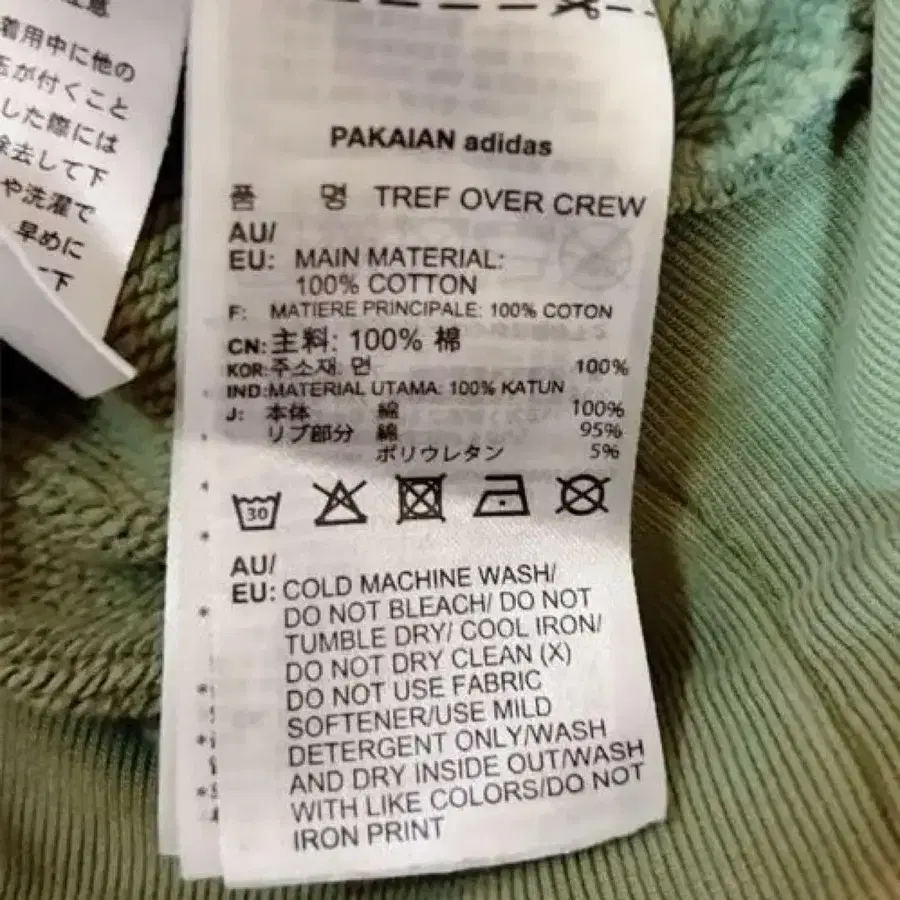 着用中に他の
が付くこと
した際には
除去して下
や洗濯で
早めに
下
PAKAIAN adidas
품 명 TREF OVER CREW
AU/
EU: MAIN MATERIAL:
100% COTTON
F: MATIERE PRINCIPALE: 100% COTON
CN: 主料: 100% 棉
KOR: 주소재: 면 100%
IND: MATERIAL UTAMA: 100% KATUN
J: 本体 綿 100%
リブ部分 綿 95%
ポリウレタン 5%
30
AU/
EU: COLD MACHINE WASH/
DO NOT BLEACH/ DO NOT
TUMBLE DRY/ COOL IRON/
DO NOT DRY CLEAN (X)
DO NOT USE FABRIC
SOFTENER/USE MILD
DETERGENT ONLY/WASH
AND DRY INSIDE OUT/WASH
WITH LIKE COLORS/DO NOT
IRON PRINT